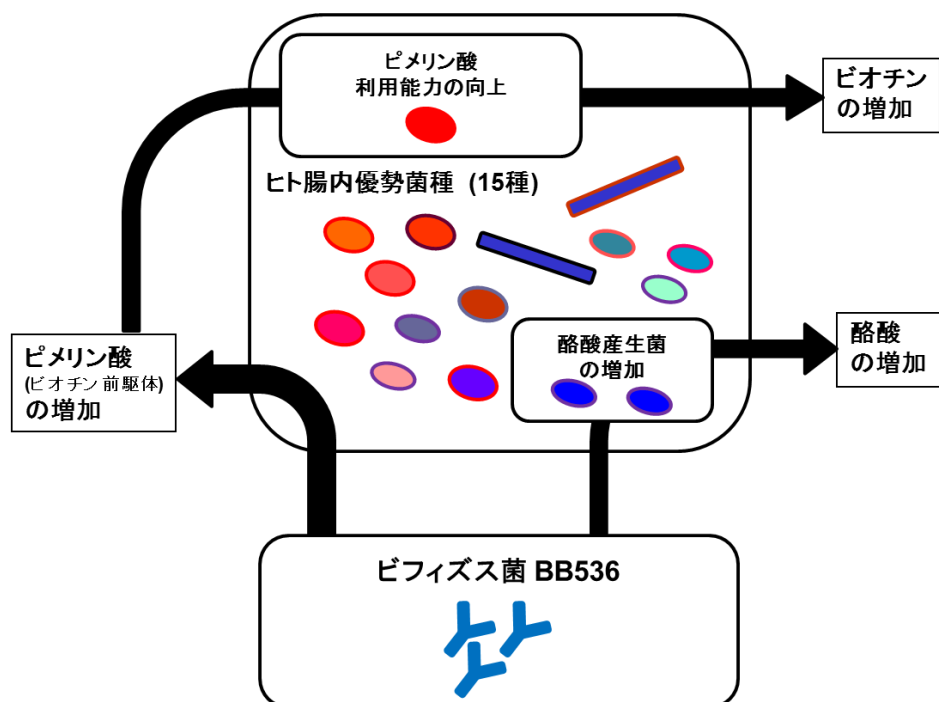 ピメリン酸
利用能力の向上
ビオチン
の増加
ヒト腸内優勢菌種 (15種)
ピメリン酸
(ビオチン前駆体)
の増加
酪酸産生菌
の増加
酪酸
の増加
ビフィズス菌 BB536